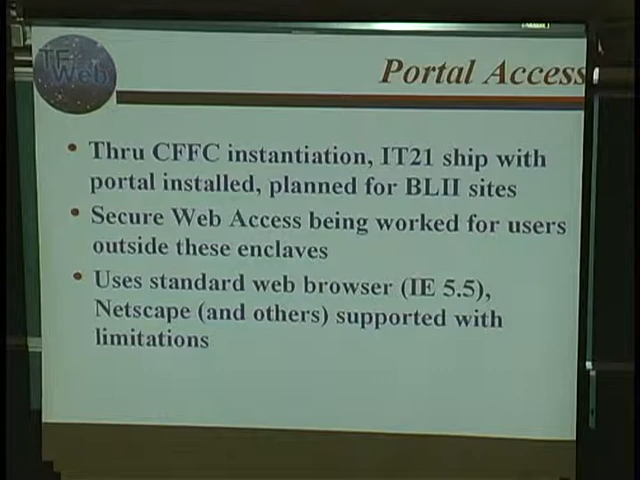 TF
Web
Portal Access
• Thru CFFC instantiation, IT21 ship with
portal installed, planned for BLII sites
• Secure Web Access being worked for users
outside these enclaves
• Uses standard web browser (IE 5.5),
Netscape (and others) supported with
limitations